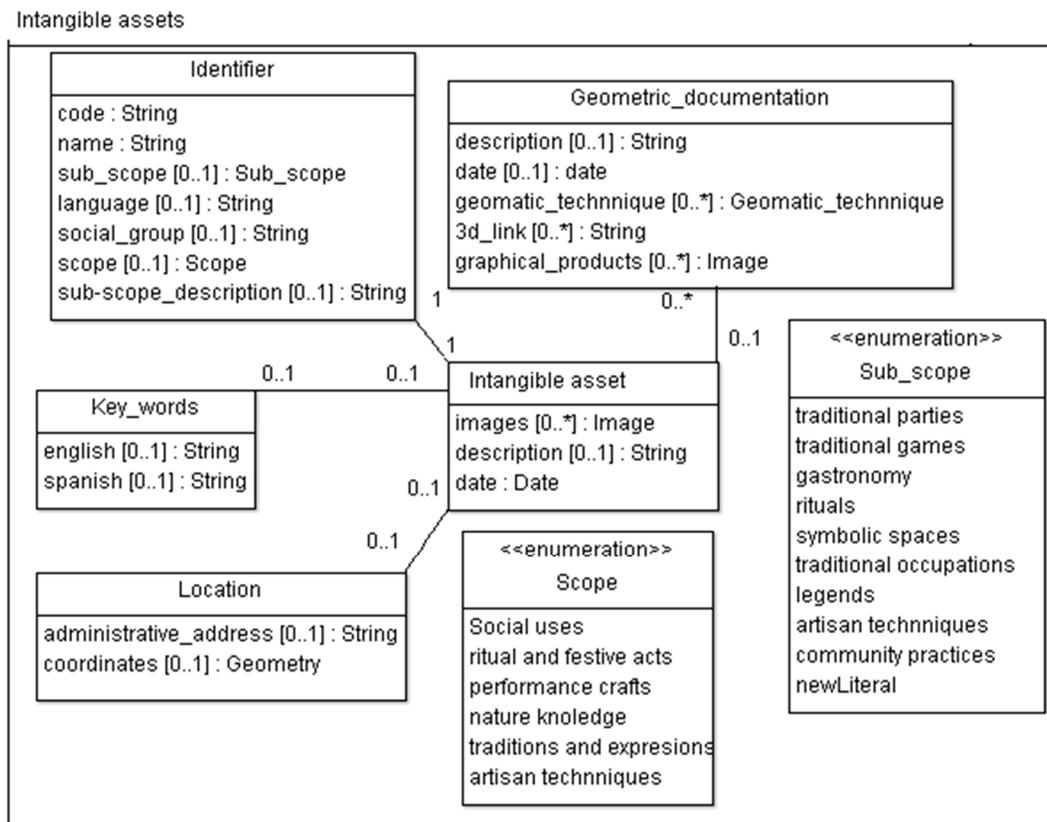 Intangible assets
Identifier
code : String
name : String
sub_scope [0..1] : Sub_scope
language [0..1] : String
social_group [0..1] : String
scope [0..1] : Scope
sub-scope_description [0..1] : String
Geometric_documentation
description [0..1] : String
date [0..1] : date
geomatic_technnique [0..*] : Geomatic_technnique
3d_link [0..*] : String
graphical_products [0..*] : Image
1
0..*
1
0..1
0..1
0..1
Key_words
english [0..1] : String
spanish [0..1] : String
Intangible asset
images [0..*] : Image
description [0..1] : String
date : Date
0..1
0..1
Location
administrative_address [0..1] : String
coordinates [0..1] : Geometry
<<enumeration>>
Scope
Social uses
ritual and festive acts
performance crafts
nature knoledge
traditions and expresions
artisan technniques
<<enumeration>>
Sub_scope
traditional parties
traditional games
gastronomy
rituals
symbolic spaces
traditional occupations
legends
artisan technniques
community practices
newLiteral